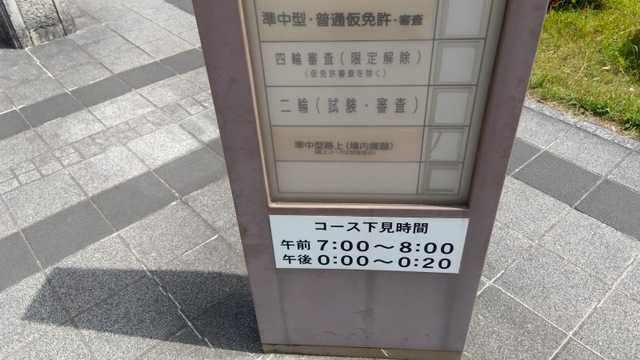 準中型・普通仮免許・審査
四輪審査(限定解除)
(仮免許審査を除く)
二輪(試験・審査)
準中型路上(場内課題)
コース下見時間
午前 7:00～8:00
午後 0:00～0:20